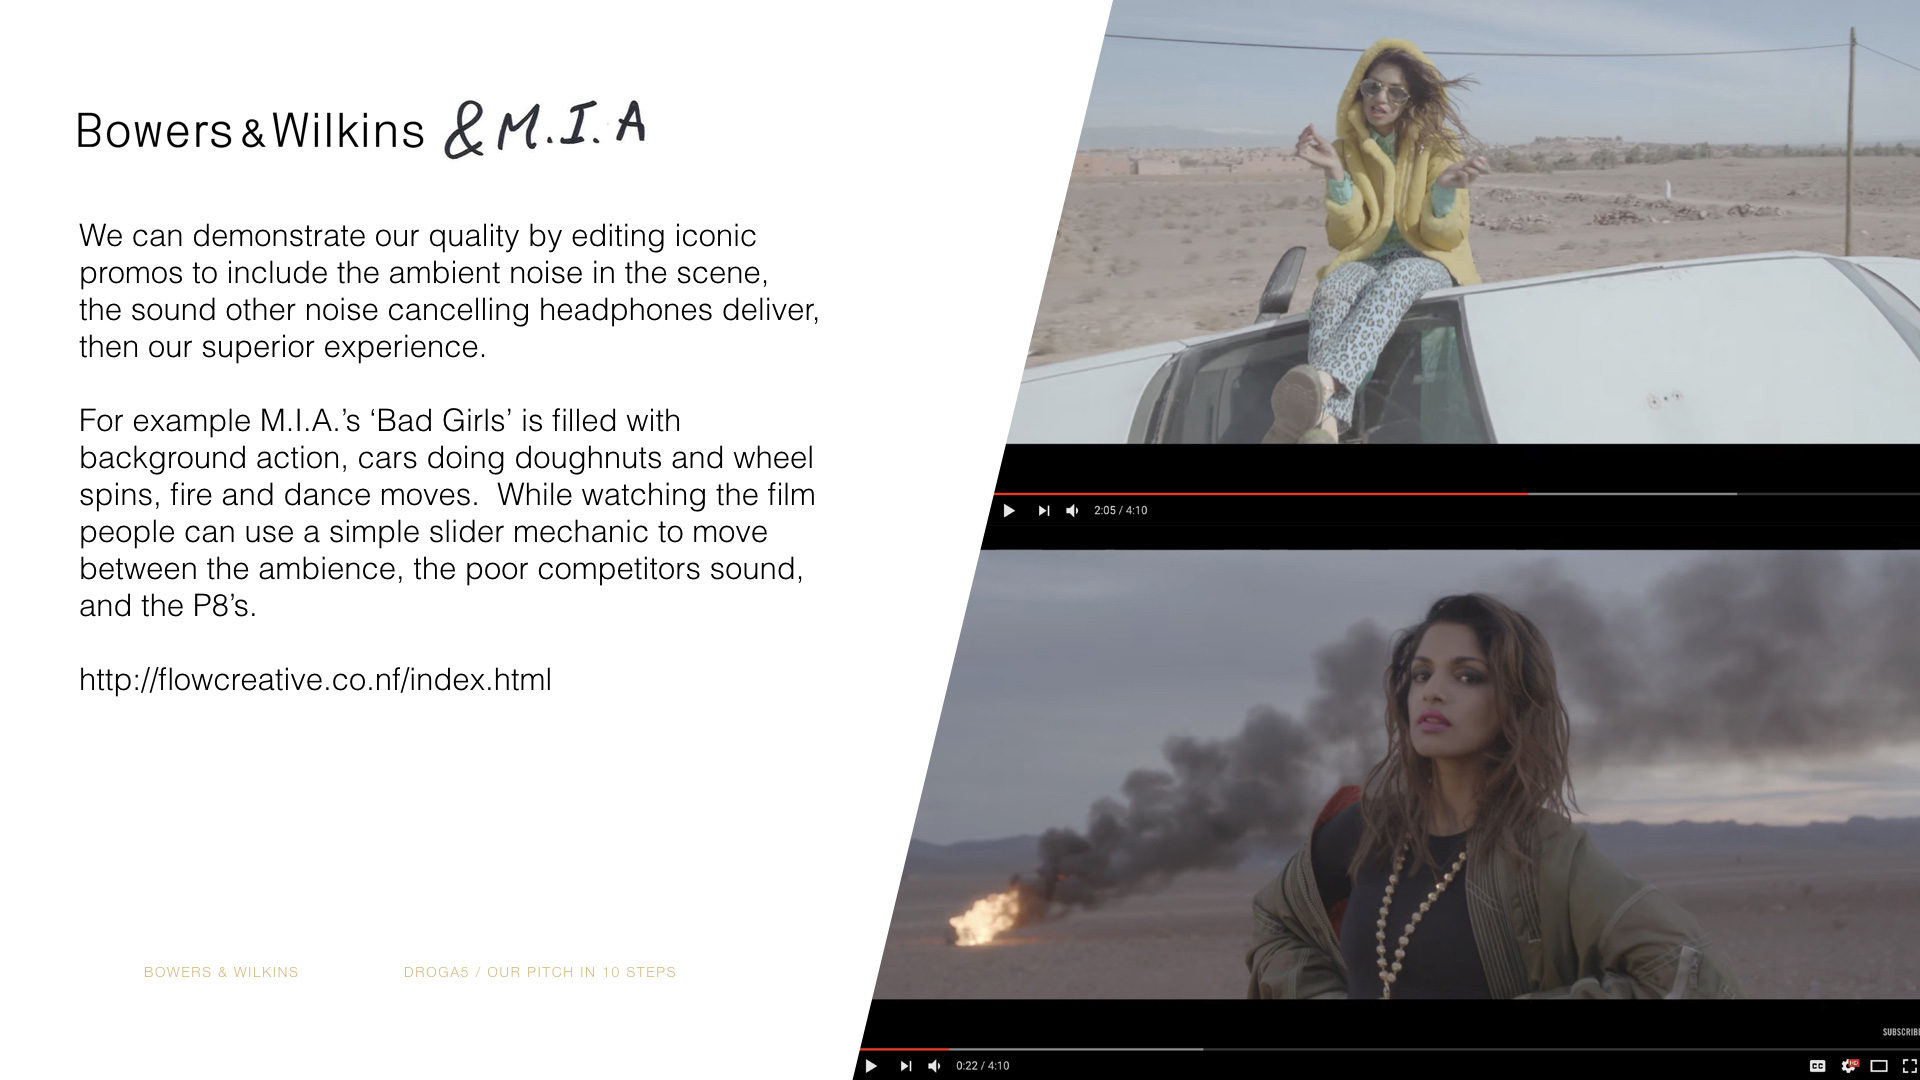 Bowers & Wilkins & M.I.A
We can demonstrate our quality by editing iconic
promos to include the ambient noise in the scene,
the sound other noise cancelling headphones deliver,
then our superior experience.
For example M.I.A.’s ‘Bad Girls’ is filled with
background action, cars doing doughnuts and wheel
spins, fire and dance moves.  While watching the film
people can use a simple slider mechanic to move
between the ambience, the poor competitors sound,
and the P8’s.
http://flowcreative.co.nf/index.html
BOWERS & WILKINS
DROGA5 / OUR PITCH IN 10 STEPS
2:05 / 4:10
SUBSCRIBE
0:22 / 4:10
CC
HD